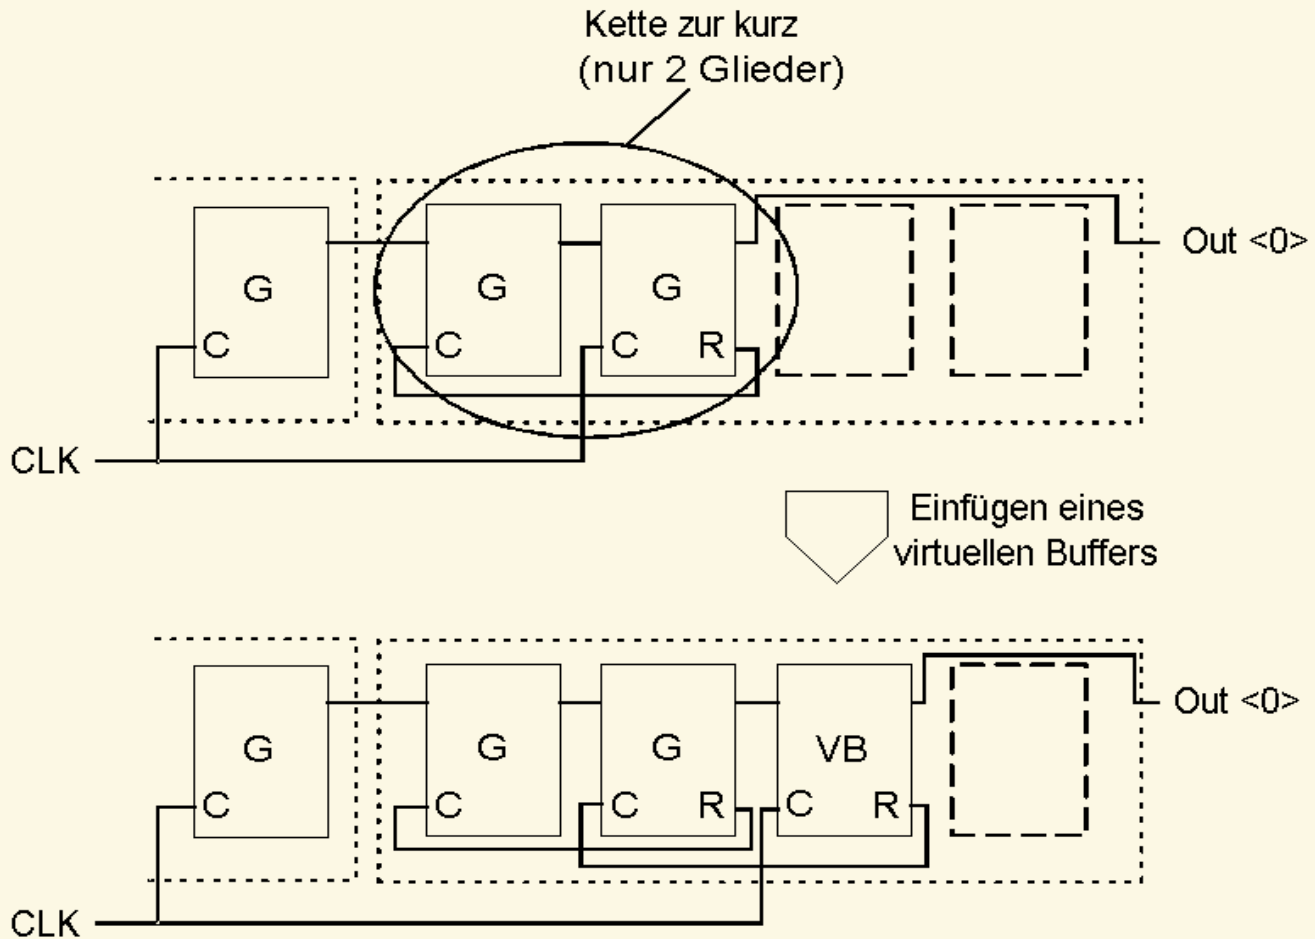 Kette zur kurz
(nur 2 Glieder)
G
G
G
Out <0>
C
C
C
R
CLK
Einfügen eines
virtuellen Buffers
G
G
G
VB
Out <0>
C
C
C
R
C
R
CLK